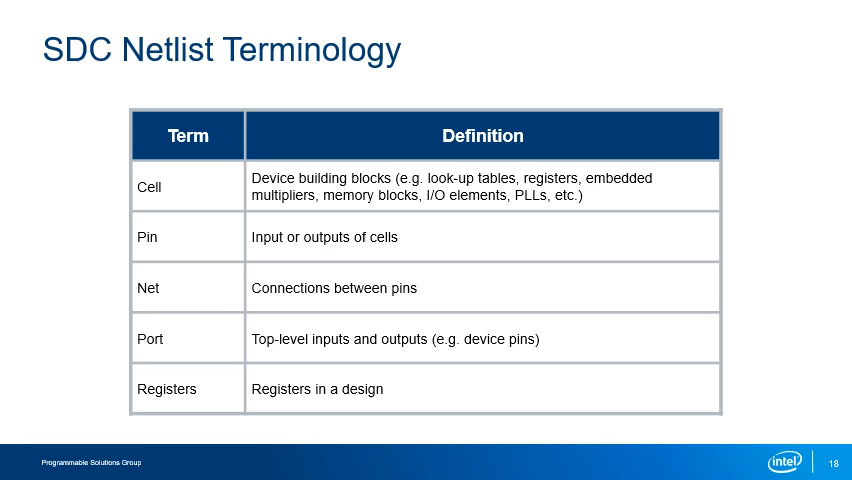 SDC Netlist Terminology
Term
Definition
Cell
Device building blocks (e.g. look-up tables, registers, embedded
multipliers, memory blocks, I/O elements, PLLs, etc.)
Pin
Input or outputs of cells
Net
Connections between pins
Port
Top-level inputs and outputs (e.g. device pins)
Registers
Registers in a design
Programmable Solutions Group
intel
18